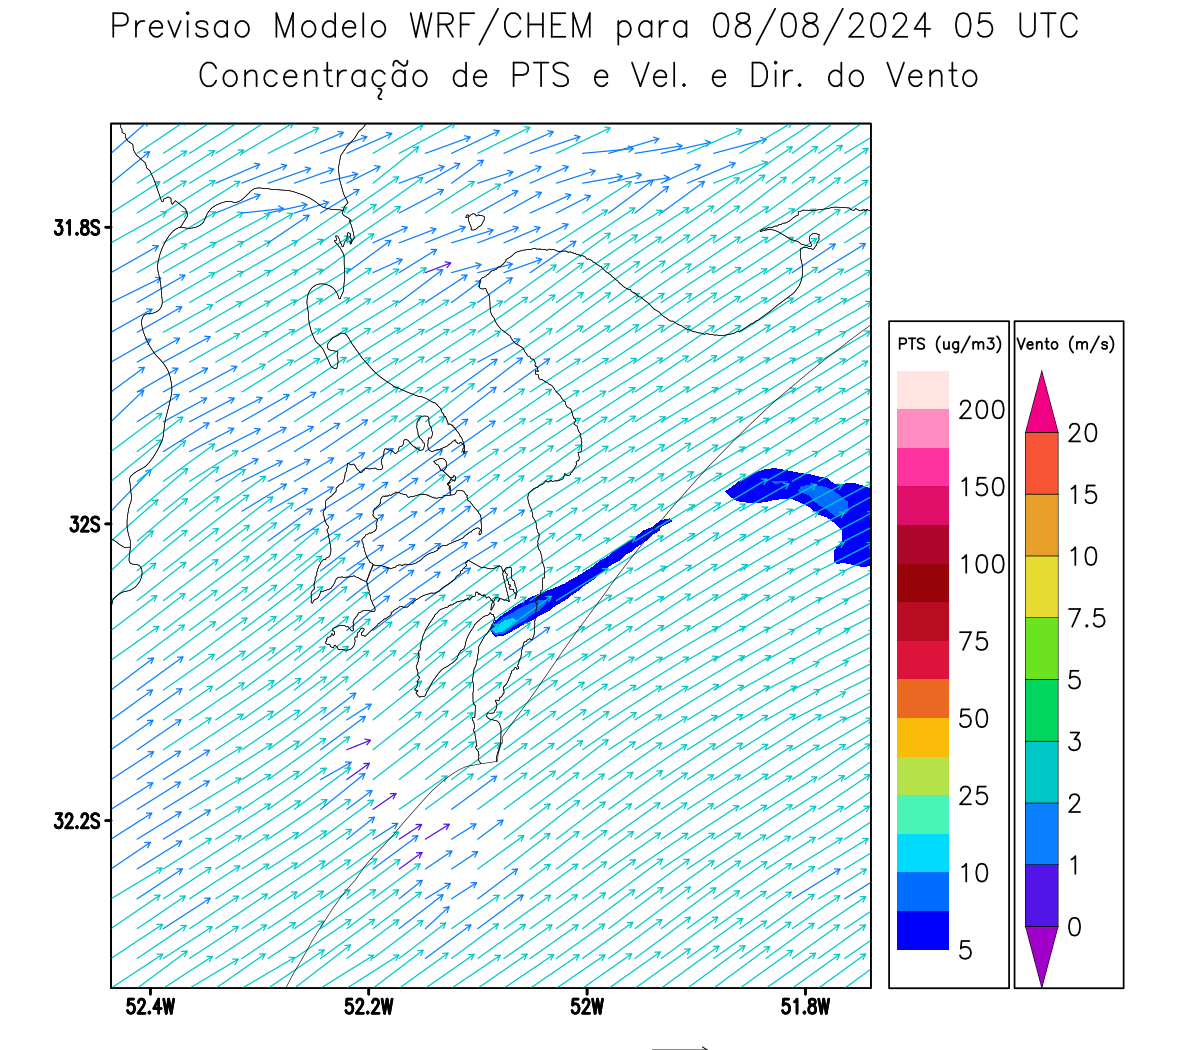 Previsao Modelo WRF/CHEM para 08/08/2024 05 UTC
Concentração de PTS e Vel. e Dir. do Vento
31.8S
32S
32.2S
52.4W
52.2W
52W
51.8W
PTS (ug/m3)
200
150
100
75
50
25
10
5
Vento (m/s)
20
15
10
7.5
5
3
2
1
0